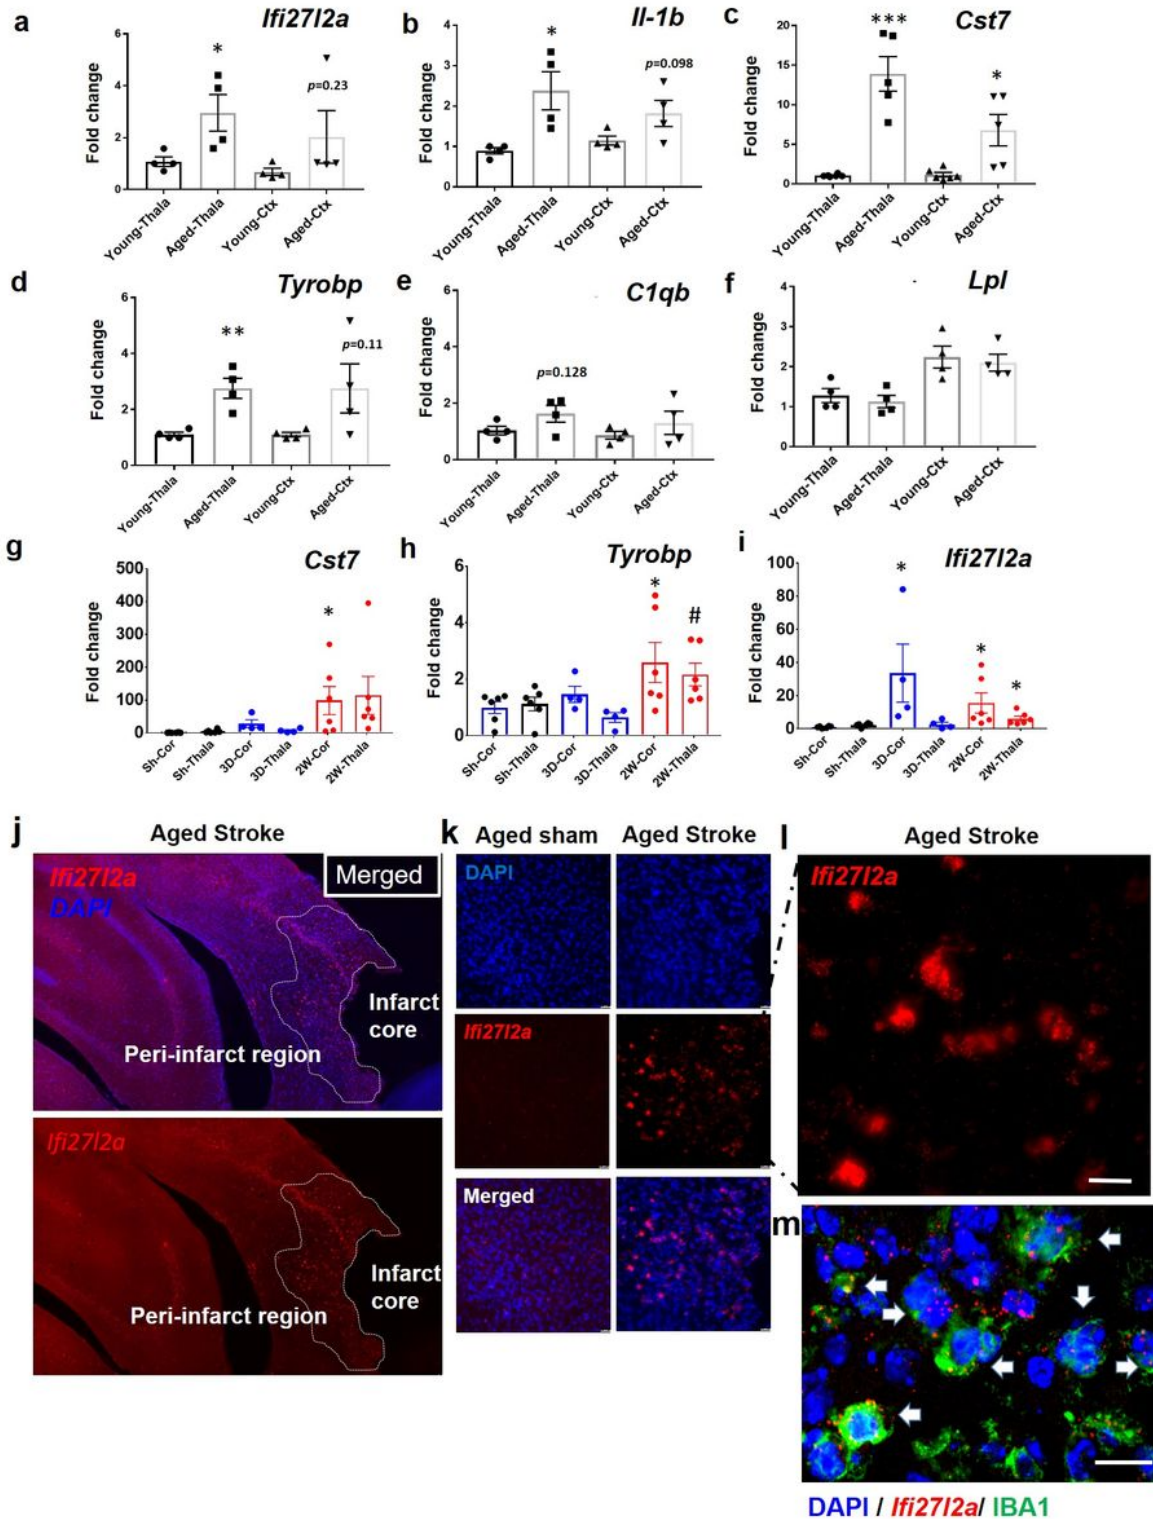 a
Ifi27l2a
Fold change
6
4
2
0
*
p=0.23
Young-Thala
Aged-Thala
Young-Ctx
Aged-Ctx
b
Il-1b
Fold change
4
3
2
1
0
*
p=0.098
Young-Thala
Aged-Thala
Young-Ctx
Aged-Ctx
c
Cst7
Fold change
20
15
10
5
0
***
*
Young-Thala
Aged-Thala
Young-Ctx
Aged-Ctx
d
Tyrobp
Fold change
6
4
2
0
**
p=0.11
Young-Thala
Aged-Thala
Young-Ctx
Aged-Ctx
e
C1qb
Fold change
6
4
2
0
p=0.128
Young-Thala
Aged-Thala
Young-Ctx
Aged-Ctx
f
Lpl
Fold change
4
3
2
1
0
Young-Thala
Aged-Thala
Young-Ctx
Aged-Ctx
g
Cst7
Fold change
500
400
300
200
100
0
*
Sh-Cor
Sh-Thala
3D-Cor
3D-Thala
2W-Cor
2W-Thala
h
Tyrobp
Fold change
6
4
2
0
*
#
Sh-Cor
Sh-Thala
3D-Cor
3D-Thala
2W-Cor
2W-Thala
i
Ifi27l2a
Fold change
100
80
60
40
20
0
*
*
*
Sh-Cor
Sh-Thala
3D-Cor
3D-Thala
2W-Cor
2W-Thala
j
Aged Stroke
Ifi27l2a
DAPI
Merged
Infarct
core
Peri-infarct region
Ifi27l2a
Infarct
core
Peri-infarct region
k
Aged sham
Aged Stroke
DAPI
Ifi27l2a
Merged
l
Aged Stroke
Ifi27l2a
m
DAPI / Ifi27l2a/ IBA1